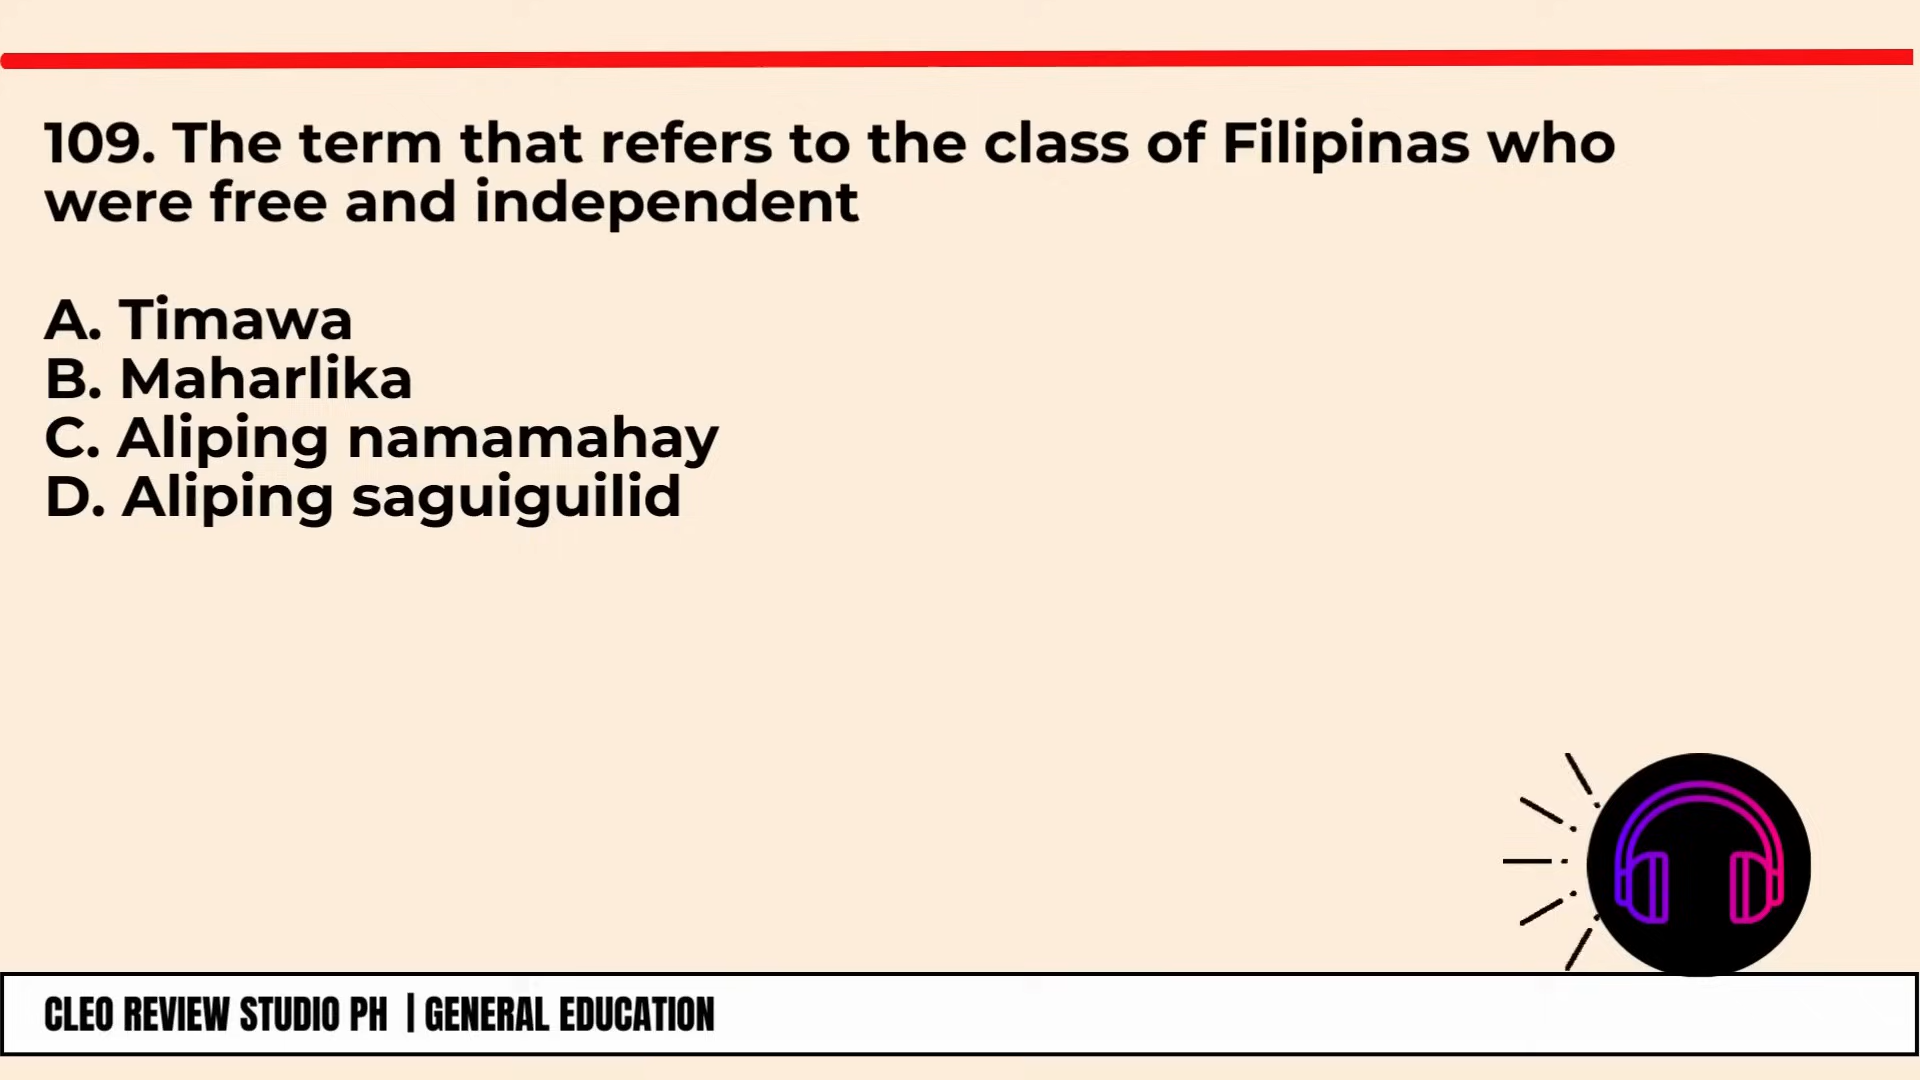 109. The term that refers to the class of Filipinas who
were free and independent
A. Timawa
B. Maharlika
C. Aliping namamahay
D. Aliping saguiguilid
CLEO REVIEW STUDIO PH | GENERAL EDUCATION